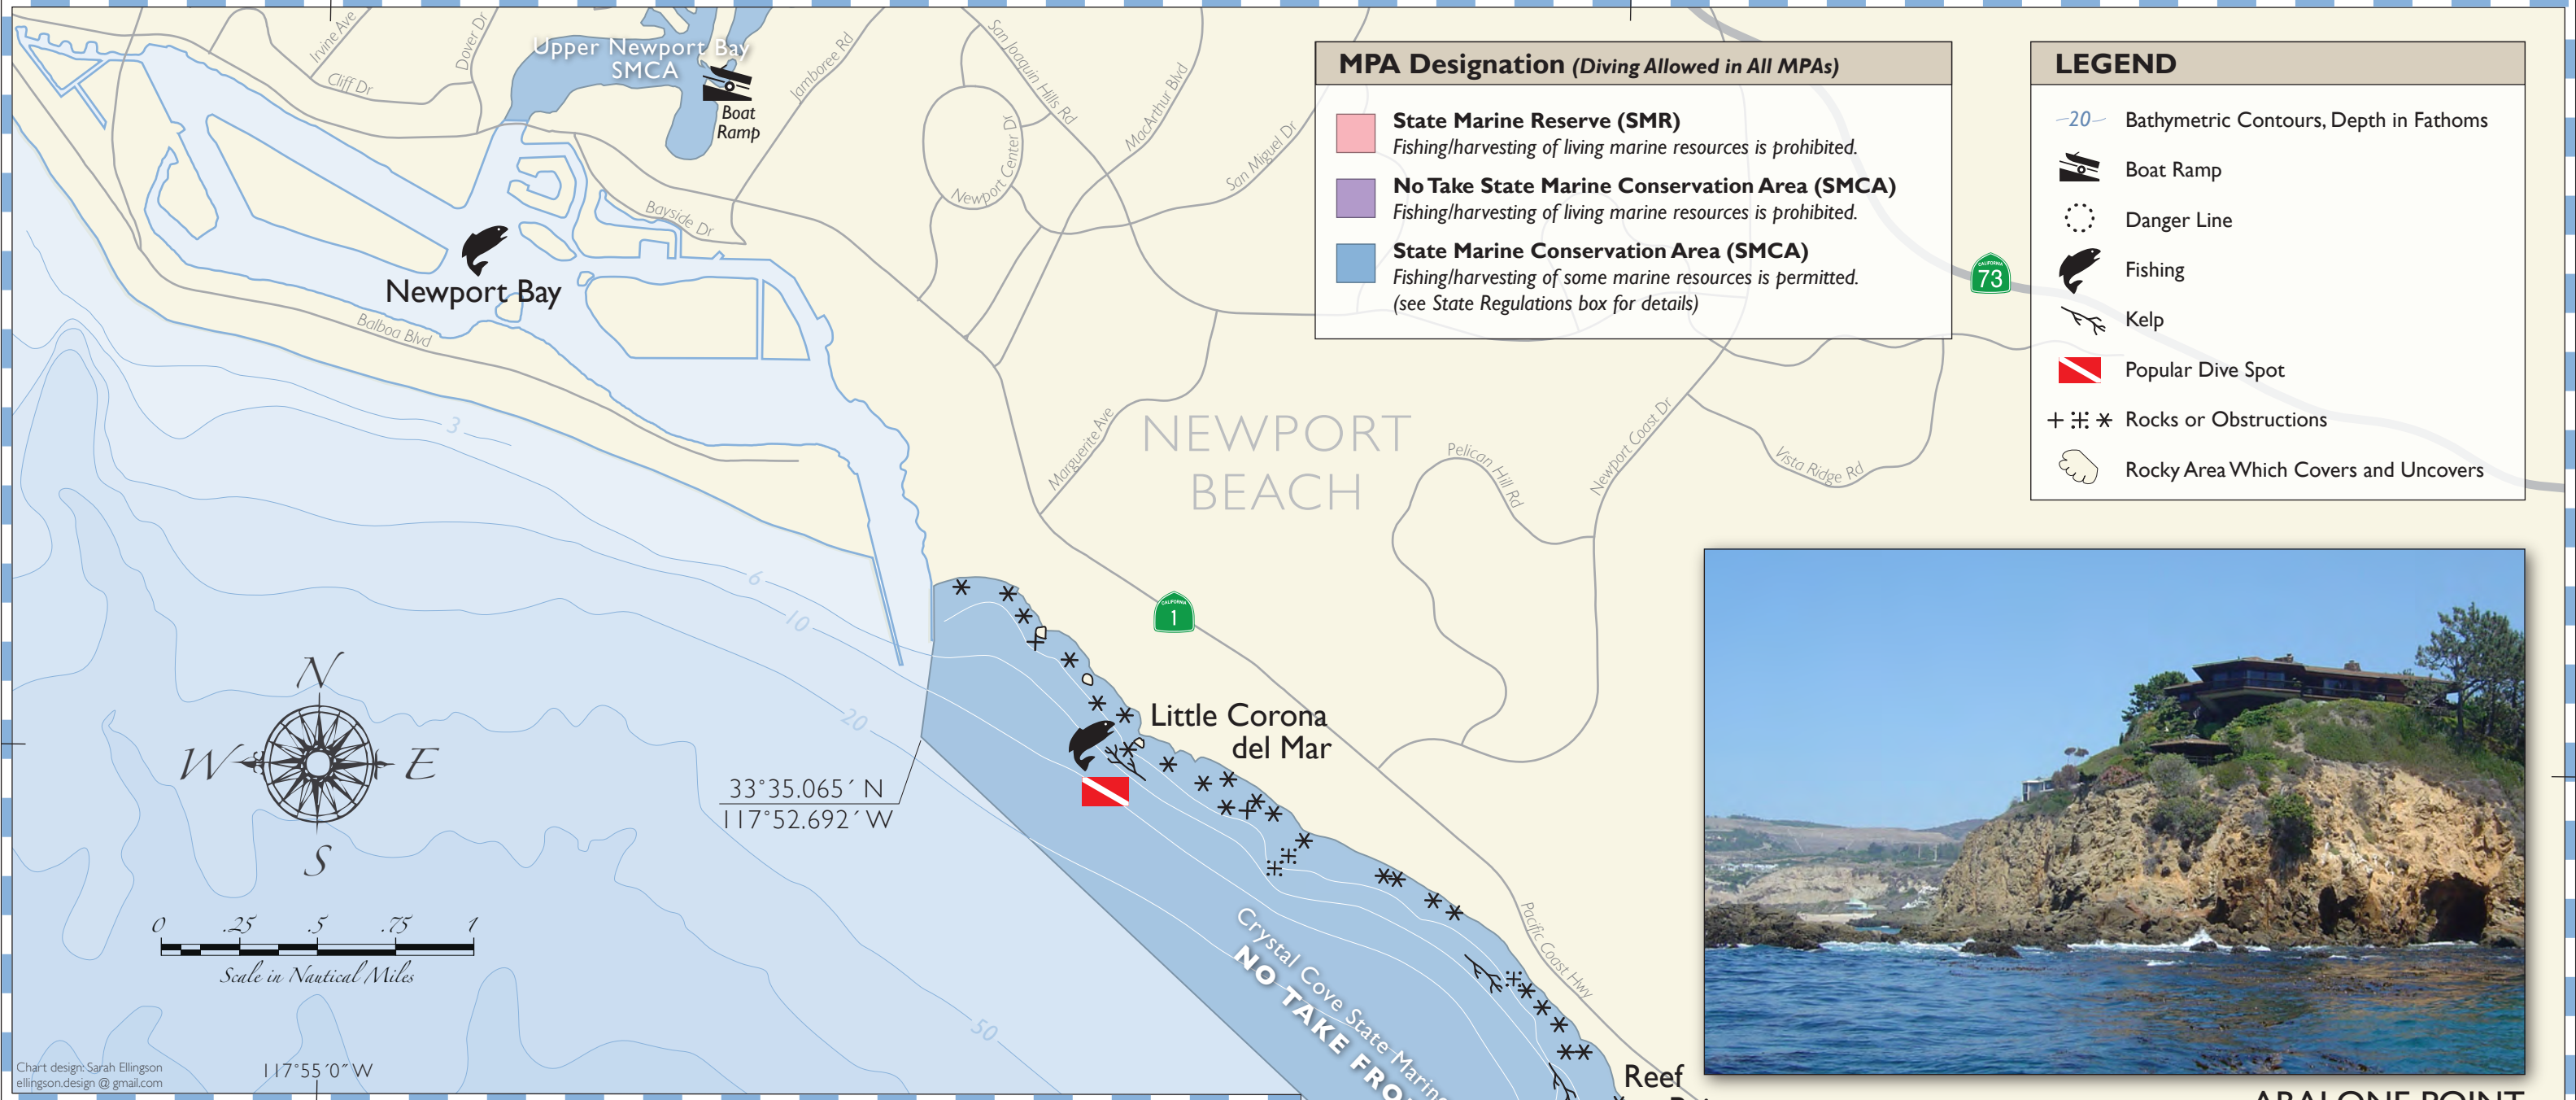 Irvine Ave
Dover Dr
Cliff Dr
Upper Newport Bay
SMCA
Boat
Ramp
Jamboree Rd
San Joaquin Hills Rd
MacArthur Blvd
Newport Center Dr
San Miguel Dr
Bayside Dr
Newport Bay
Balboa Blvd
MPA Designation (Diving Allowed in All MPAs)
State Marine Reserve (SMR)
Fishing/harvesting of living marine resources is prohibited.
No Take State Marine Conservation Area (SMCA)
Fishing/harvesting of living marine resources is prohibited.
State Marine Conservation Area (SMCA)
Fishing/harvesting of some marine resources is permitted.
(see State Regulations box for details)
CALIFORNIA
73
LEGEND
20
Bathymetric Contours, Depth in Fathoms
Boat Ramp
Danger Line
Fishing
Kelp
Popular Dive Spot
Rocks or Obstructions
Rocky Area Which Covers and Uncovers
Marguerite Ave
NEWPORT
BEACH
Pelican Hill Rd
Newport Coast Dr
Vista Ridge Rd
3
6
10
20
50
CALIFORNIA
1
Little Corona
del Mar
33°35.065´ N
117°52.692´ W
N
W
E
S
0 .25 .5 .75 1
Scale in Nautical Miles
Crystal Cove State Marine
NO TAKE FRO
Pacific Coast Hwy
Reef
Chart design: Sarah Ellingson
ellingson.design @ gmail.com
117°55´0˝ W
ABALONE POINT